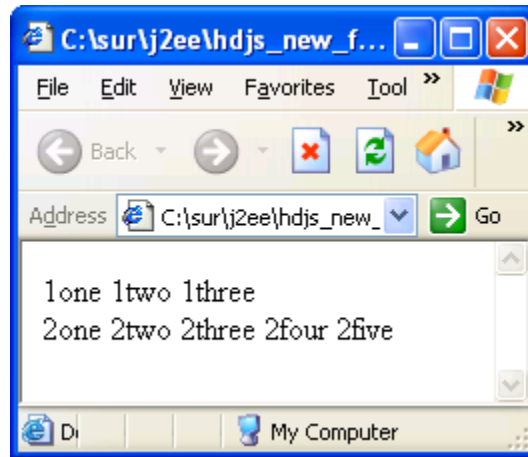 C:\sur\j2ee\hdjs_new_f...
File Edit View Favorites Tool »
Back »
Address C:\sur\j2ee\hdjs_new_ Go
1one 1two 1three
2one 2two 2three 2four 2five
My Computer